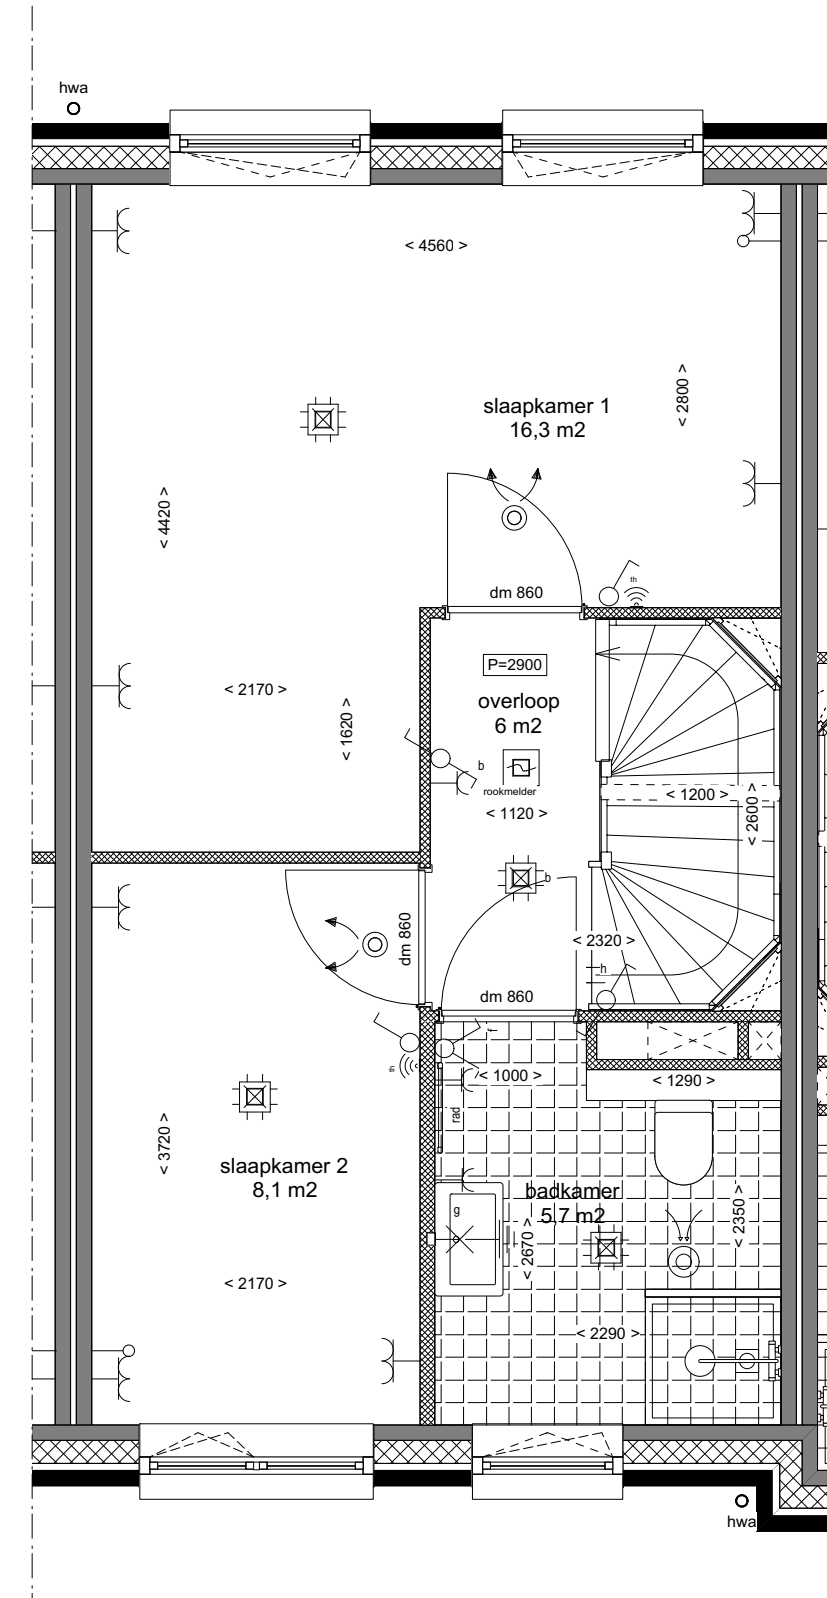 hwa
< 4560 >
< 2800 >
slaapkamer 1
16,3 m2
< 4420 >
th
dm 860
P=2900
overloop
6 m2
< 2170 >
< 1620 >
b
rookmelder
< 1120 >
< 1200 >
< 2600 >
b
dm 860
< 2320 >
h
dm 860
f
th
< 1000 >
< 1290 >
rad
< 3720 >
slaapkamer 2
8,1 m2
badkamer
5,7 m2
g
< 2670 >
< 2350 >
< 2170 >
< 2290 >
hwa